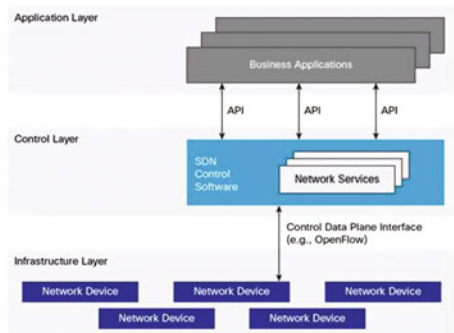 Application Layer
Business Applications
API
API
API
Control Layer
SDN
Control
Software
Network Services
Control Data Plane Interface
(e.g., OpenFlow)
Infrastructure Layer
Network Device
Network Device
Network Device
Network Device
Network Device